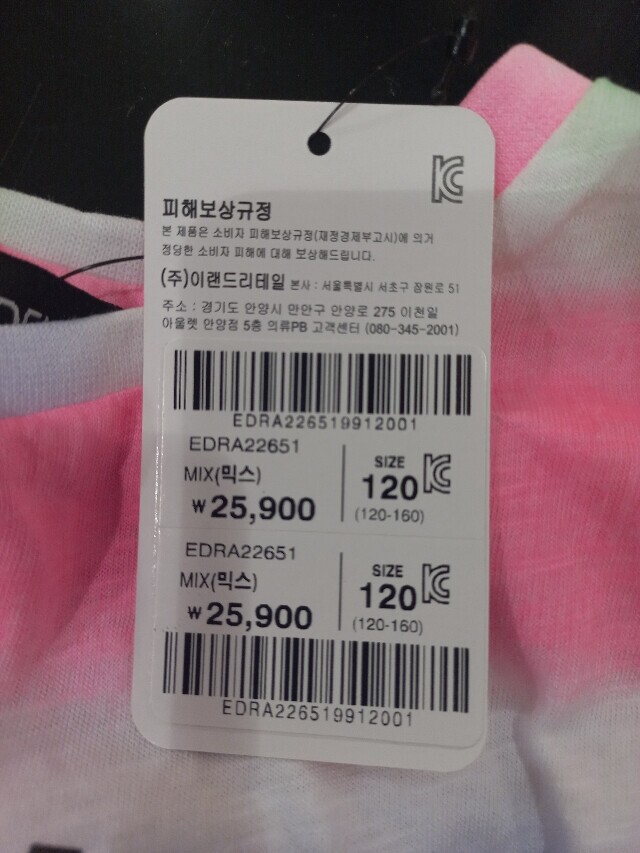 피해보상규정
본 제품은 소비자 피해보상규정(재정경제부고시)에 의거
정당한 소비자 피해에 대해 보상해드립니다.
(주)이랜드리테일 본사 : 서울특별시 서초구 잠원로 51
주소 : 경기도 안양시 만안구 안양로 275 이천일
아울렛 안양점 5층 의류PB 고객센터 (080-345-2001)
EDRA226519912001
EDRA22651
MIX(믹스)
₩25,900
SIZE
120
(120-160)
EDRA22651
MIX(믹스)
₩25,900
SIZE
120
(120-160)
EDRA226519912001